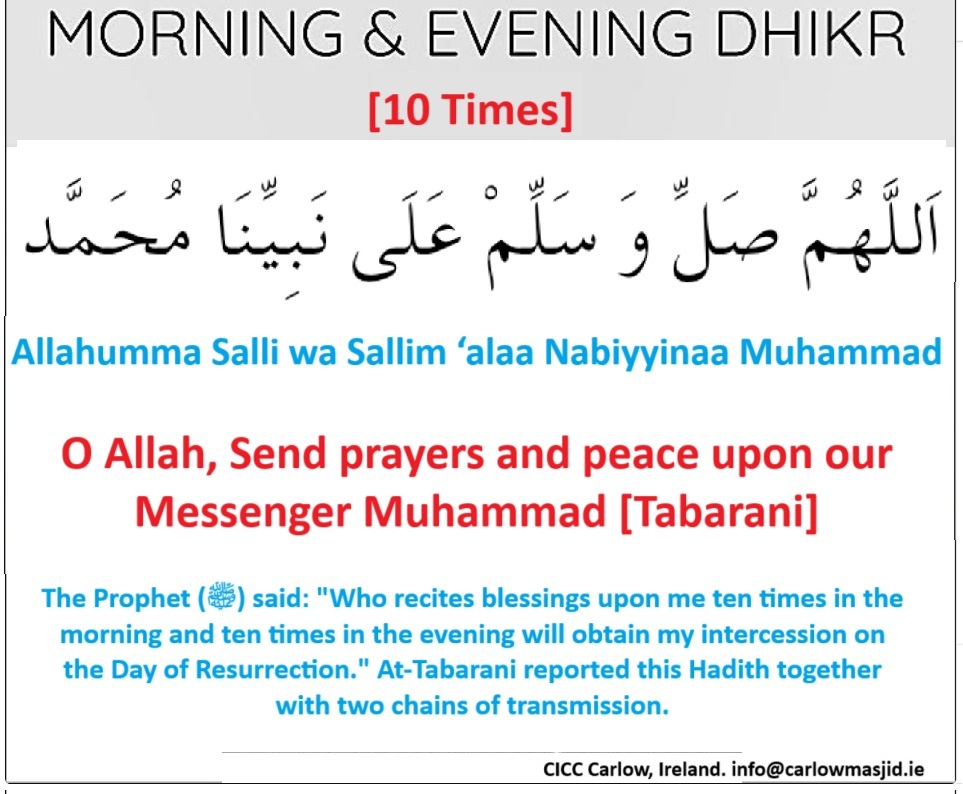 MORNING & EVENING DHIKR
[10 Times]
اَللَّهُمَّ صَلِّ وَ سَلِّمْ عَلَى نَبِيِّنَا مُحَمَّد
Allahumma Salli wa Sallim ‘alaa Nabiyyinaa Muhammad
O Allah, Send prayers and peace upon our
Messenger Muhammad [Tabarani]
The Prophet (ﷺ) said: "Who recites blessings upon me ten times in the
morning and ten times in the evening will obtain my intercession on
the Day of Resurrection." At-Tabarani reported this Hadith together
with two chains of transmission.
CICC Carlow, Ireland. info@carlowmasjid.ie